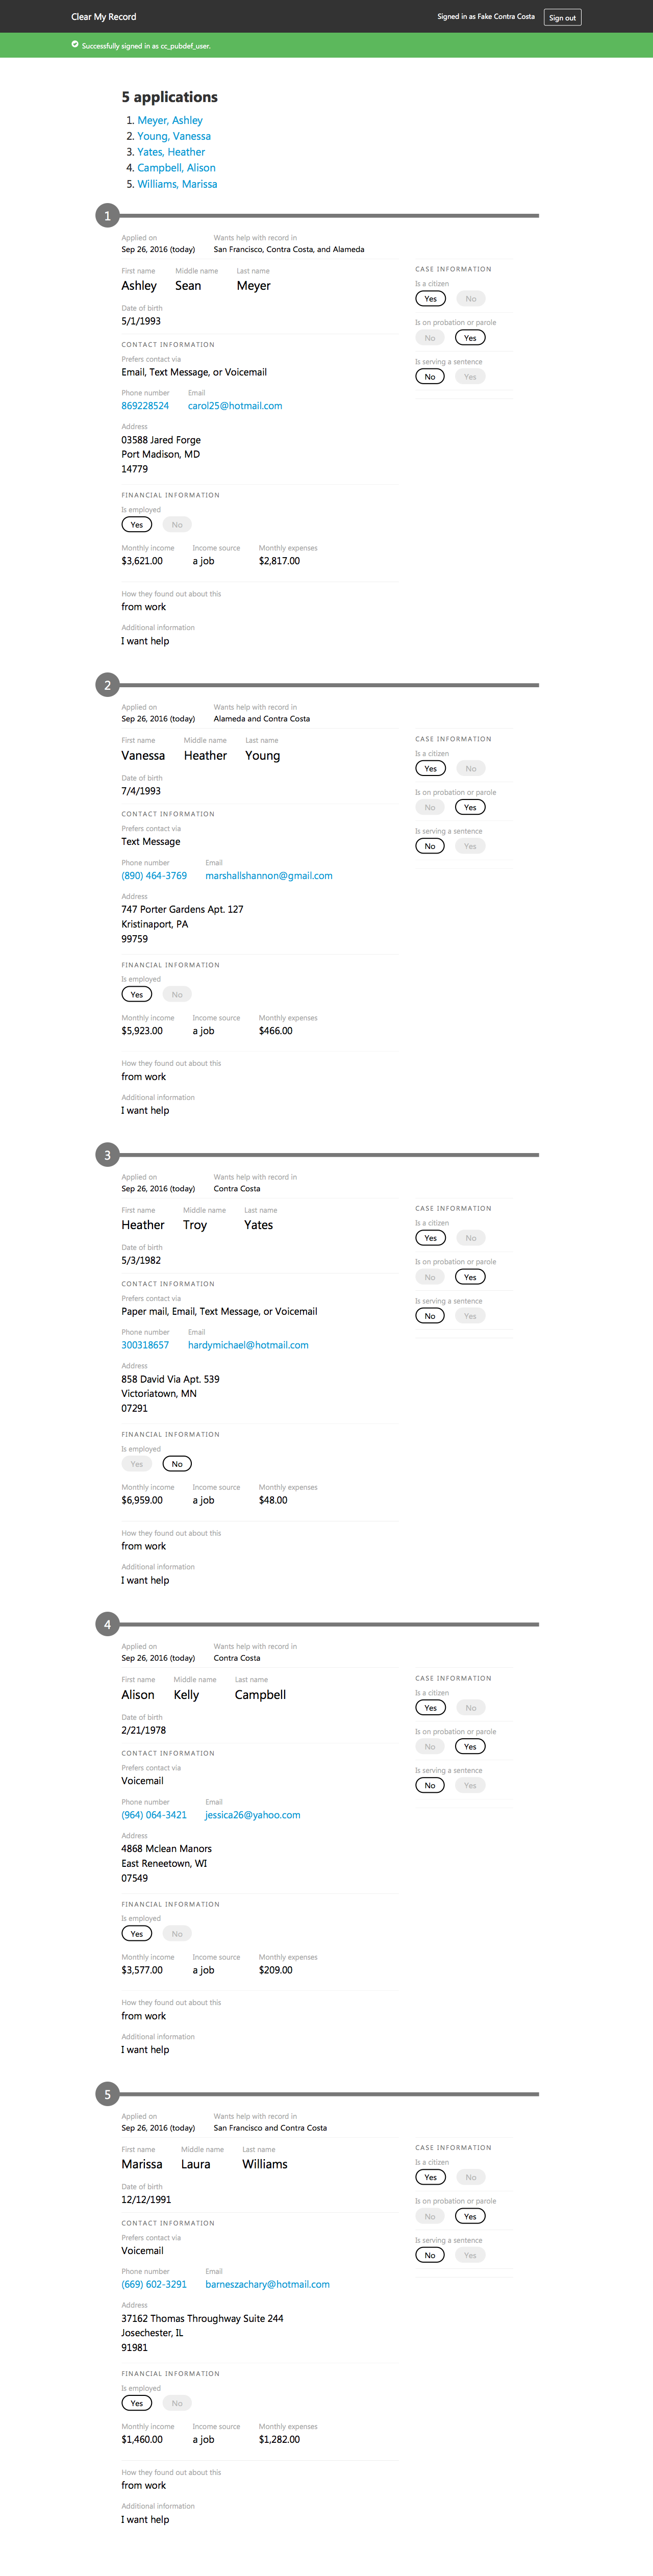 Clear My Record
Signed in as Fake Contra Costa Sign out
Successfully signed in as cc_pubdef_user.
5 applications
1. Meyer, Ashley
2. Young, Vanessa
3. Yates, Heather
4. Campbell, Alison
5. Williams, Marissa
1
Applied on Wants help with record in
Sep 26, 2016 (today) San Francisco, Contra Costa, and Alameda
First name Middle name Last name
Ashley Sean Meyer
Date of birth
5/1/1993
CONTACT INFORMATION
Prefers contact via
Email, Text Message, or Voicemail
Phone number Email
869228524 carol25@hotmail.com
Address
03588 Jared Forge
Port Madison, MD
14779
FINANCIAL INFORMATION
Is employed
Yes No
Monthly income Income source Monthly expenses
$3,621.00 a job $2,817.00
How they found out about this
from work
Additional information
I want help
CASE INFORMATION
Is a citizen
Yes No
Is on probation or parole
No Yes
Is serving a sentence
No Yes
2
Applied on Wants help with record in
Sep 26, 2016 (today) Alameda and Contra Costa
First name Middle name Last name
Vanessa Heather Young
Date of birth
7/4/1993
CONTACT INFORMATION
Prefers contact via
Text Message
Phone number Email
(890) 464-3769 marshallshannon@gmail.com
Address
747 Porter Gardens Apt. 127
Kristinaport, PA
99759
FINANCIAL INFORMATION
Is employed
Yes No
Monthly income Income source Monthly expenses
$5,923.00 a job $466.00
How they found out about this
from work
Additional information
I want help
CASE INFORMATION
Is a citizen
Yes No
Is on probation or parole
No Yes
Is serving a sentence
No Yes
3
Applied on Wants help with record in
Sep 26, 2016 (today) Contra Costa
First name Middle name Last name
Heather Troy Yates
Date of birth
5/3/1982
CONTACT INFORMATION
Prefers contact via
Paper mail, Email, Text Message, or Voicemail
Phone number Email
300318657 hardymichael@hotmail.com
Address
858 David Via Apt. 539
Victoriatown, MN
07291
FINANCIAL INFORMATION
Is employed
Yes No
Monthly income Income source Monthly expenses
$6,959.00 a job $48.00
How they found out about this
from work
Additional information
I want help
CASE INFORMATION
Is a citizen
Yes No
Is on probation or parole
No Yes
Is serving a sentence
No Yes
4
Applied on Wants help with record in
Sep 26, 2016 (today) Contra Costa
First name Middle name Last name
Alison Kelly Campbell
Date of birth
2/21/1978
CONTACT INFORMATION
Prefers contact via
Voicemail
Phone number Email
(964) 064-3421 jessica26@yahoo.com
Address
4868 Mclean Manors
East Reneetown, WI
07549
FINANCIAL INFORMATION
Is employed
Yes No
Monthly income Income source Monthly expenses
$3,577.00 a job $209.00
How they found out about this
from work
Additional information
I want help
CASE INFORMATION
Is a citizen
Yes No
Is on probation or parole
No Yes
Is serving a sentence
No Yes
5
Applied on Wants help with record in
Sep 26, 2016 (today) San Francisco and Contra Costa
First name Middle name Last name
Marissa Laura Williams
Date of birth
12/12/1991
CONTACT INFORMATION
Prefers contact via
Voicemail
Phone number Email
(669) 602-3291 barneszachary@hotmail.com
Address
37162 Thomas Throughway Suite 244
Josechester, IL
91981
FINANCIAL INFORMATION
Is employed
Yes No
Monthly income Income source Monthly expenses
$1,460.00 a job $1,282.00
How they found out about this
from work
Additional information
I want help
CASE INFORMATION
Is a citizen
Yes No
Is on probation or parole
No Yes
Is serving a sentence
No Yes